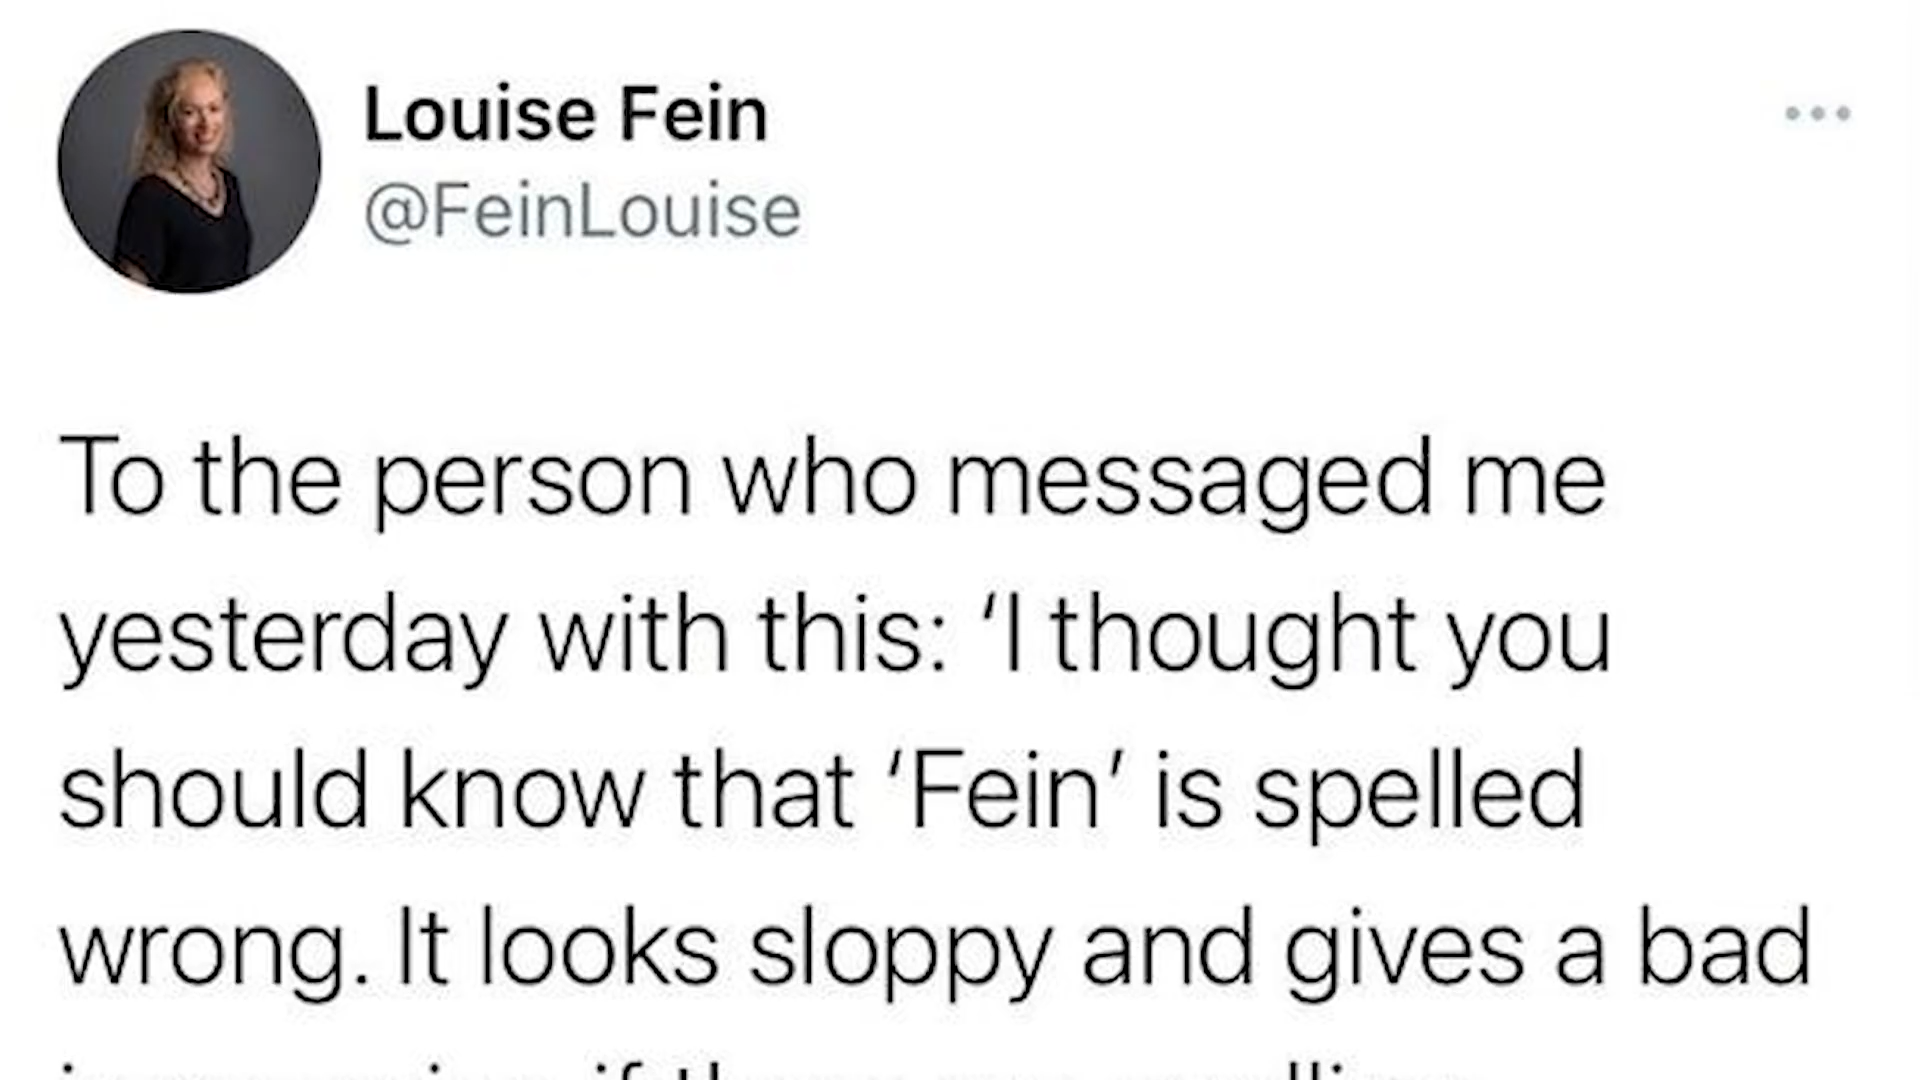 Louise Fein
@FeinLouise
To the person who messaged me
yesterday with this: ‘I thought you
should know that ‘Fein’ is spelled
wrong. It looks sloppy and gives a bad